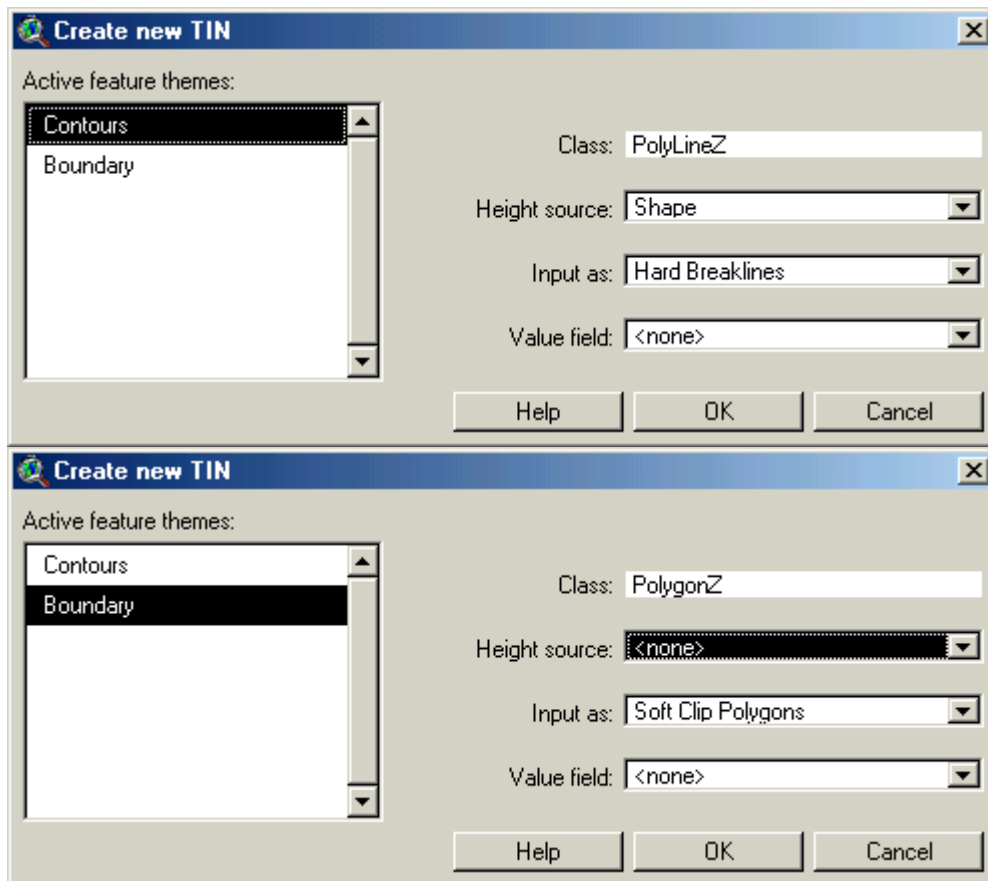 Create new TIN
Active feature themes:
Contours
Boundary
Class: PolyLineZ
Height source: Shape
Input as: Hard Breaklines
Value field: <none>
Help OK Cancel
Create new TIN
Active feature themes:
Contours
Boundary
Class: PolygonZ
Height source: <none>
Input as: Soft Clip Polygons
Value field: <none>
Help OK Cancel